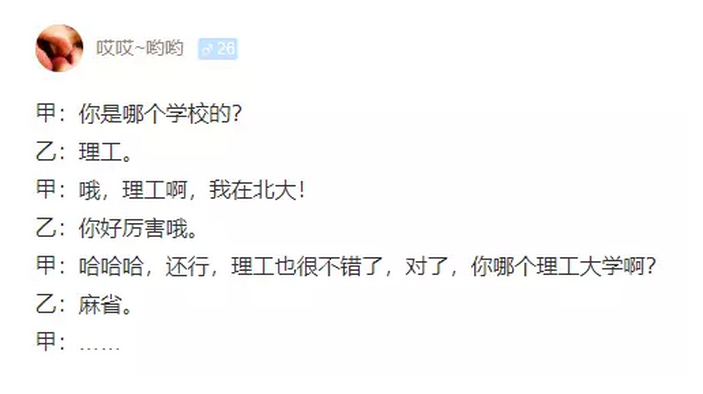 哎哎~哟哟 ♂26
甲：你是哪个学校的？
乙：理工。
甲：哦，理工啊，我在北大！
乙：你好厉害哦。
甲：哈哈哈，还行，理工也很不错了，对了，你哪个理工大学啊？
乙：麻省。
甲：……